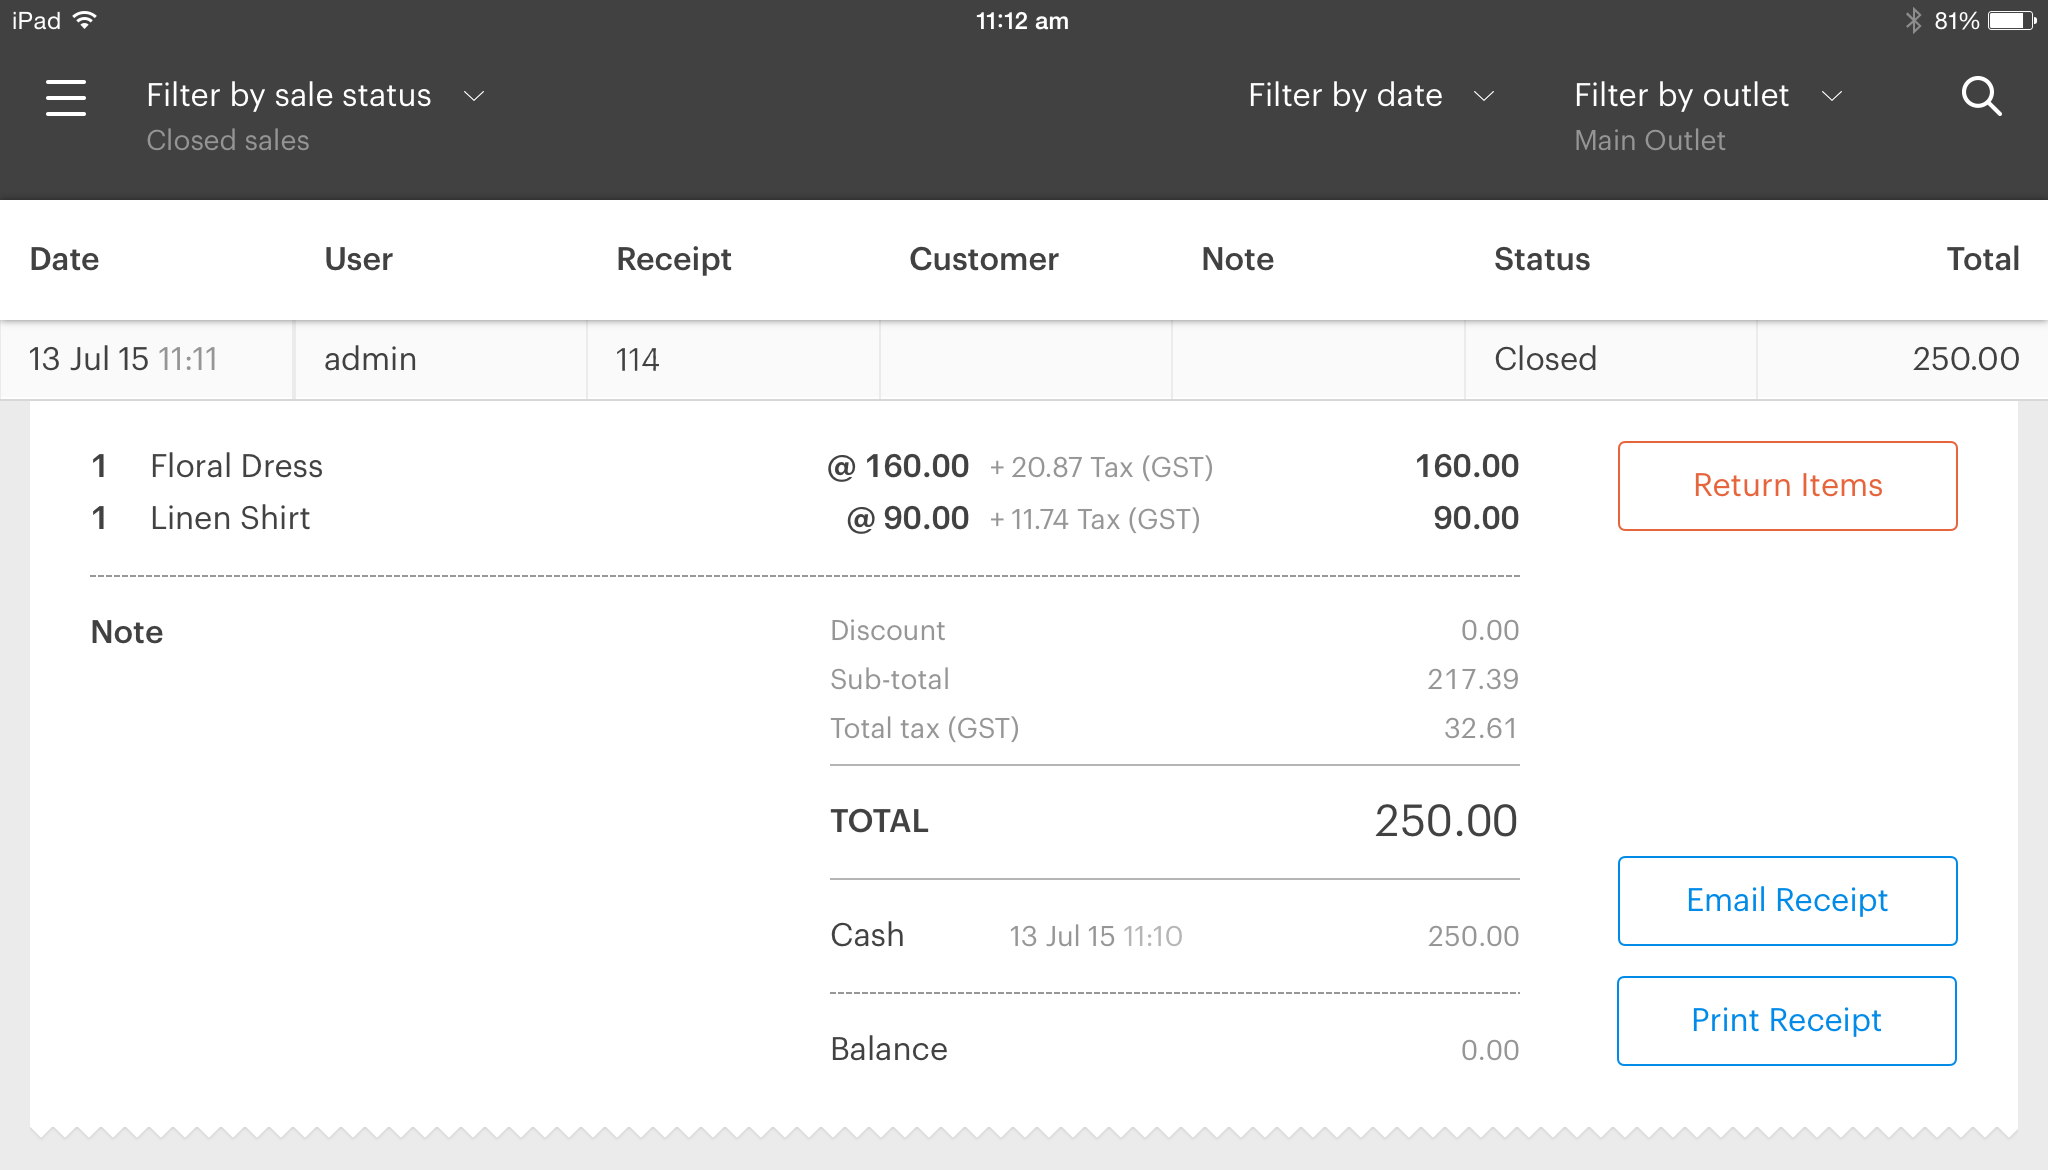 iPad 11:12 am 81%
Filter by sale status Filter by date Filter by outlet
Closed sales Main Outlet
Date User Receipt Customer Note Status Total
13 Jul 15 11:11 admin 114 Closed 250.00
1 Floral Dress @ 160.00 + 20.87 Tax (GST) 160.00
Return Items
1 Linen Shirt @ 90.00 + 11.74 Tax (GST) 90.00
Note
Discount 0.00
Sub-total 217.39
Total tax (GST) 32.61
TOTAL 250.00
Email Receipt
Cash 13 Jul 15 11:10 250.00
Print Receipt
Balance 0.00